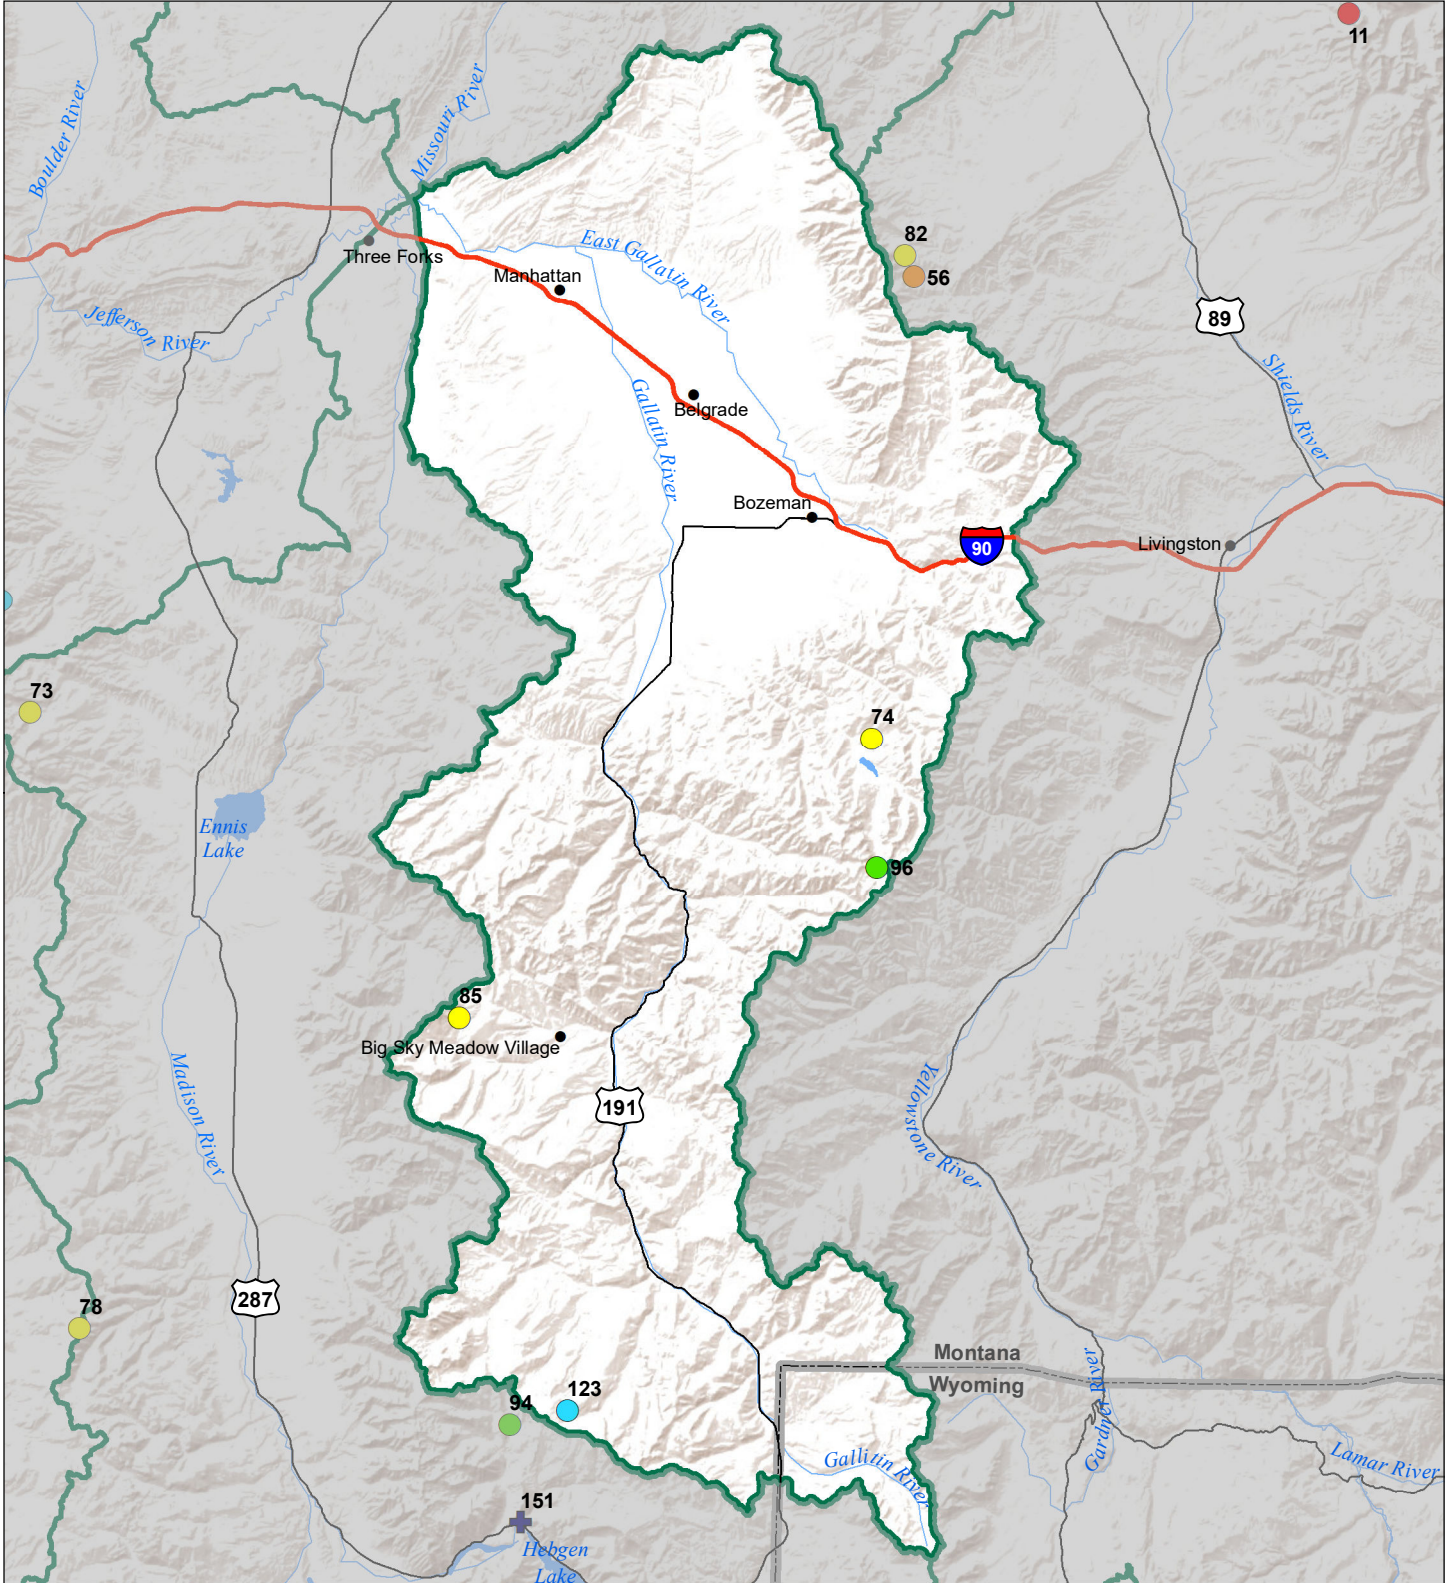 11
Boulder River
Missouri River
82
56
East Gallatin River
Three Forks
Manhattan
89
Jefferson River
Shields River
Gallatin River
Belgrade
Bozeman
90
Livingston
73
74
Ennis
Lake
96
85
Big Sky Meadow Village
Madison River
191
Yellowstone River
287
78
Montana
Wyoming
Gardner River
94
123
Gallitin River
Lamar River
151
Hebgen
Lake